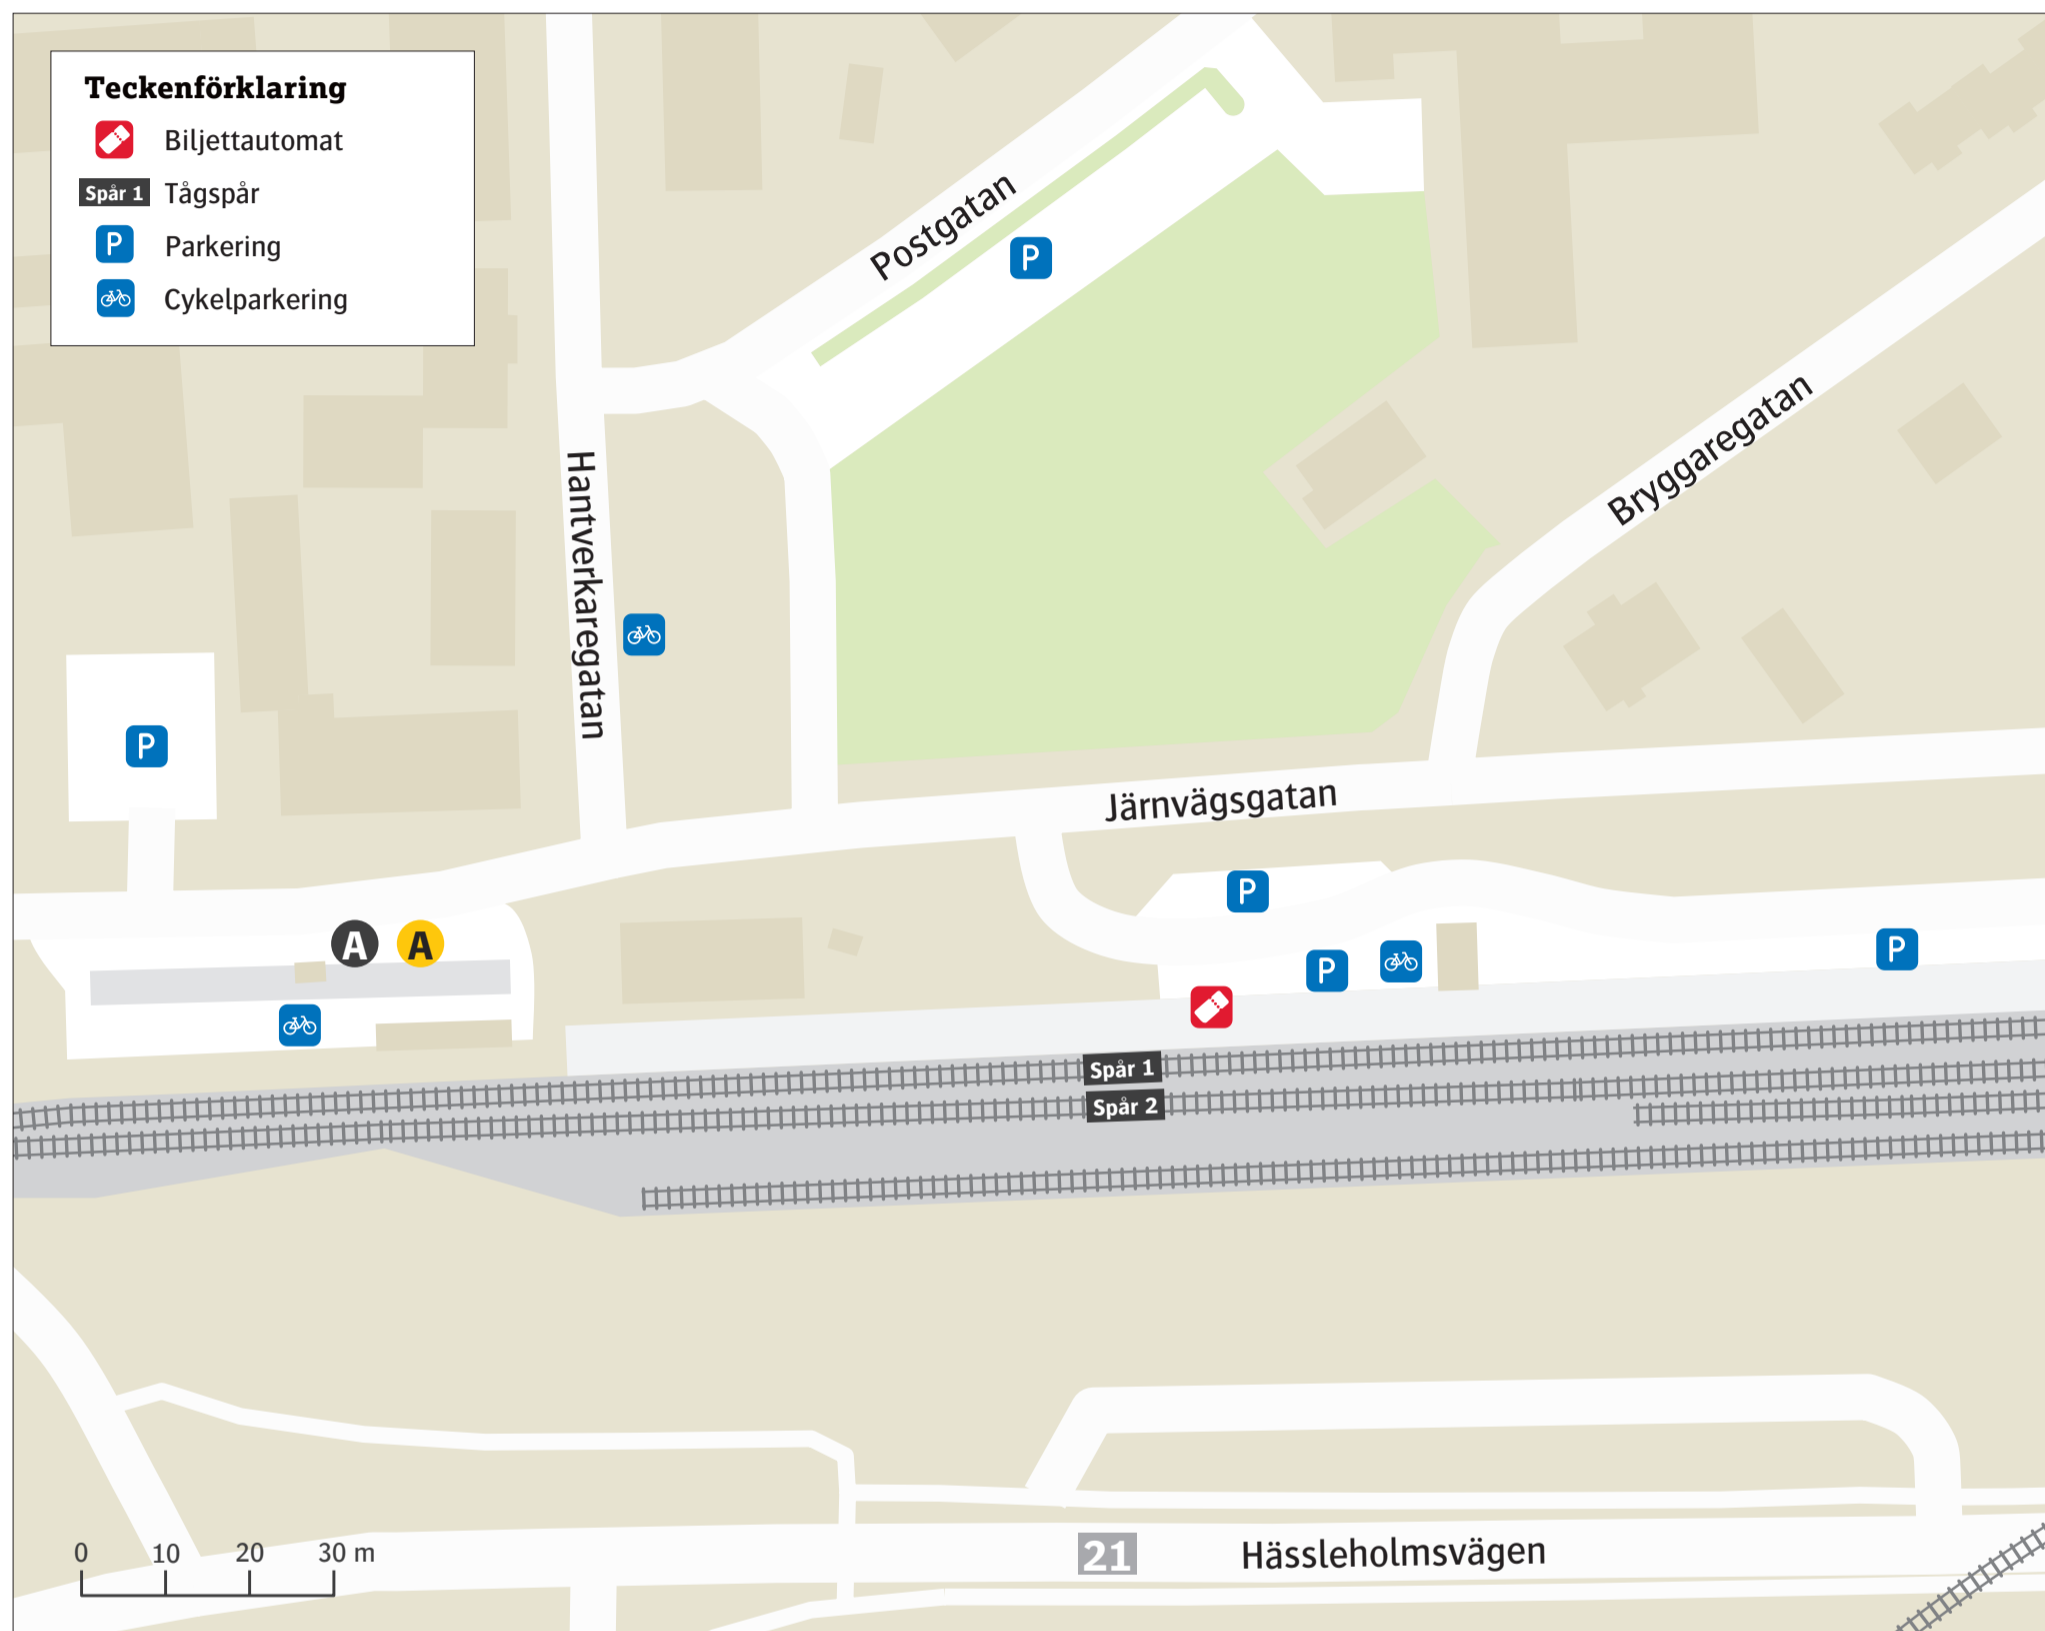 Teckenförklaring
Biljettautomat
Spår 1 Tågspår
P Parkering
Cykelparkering
Postgatan
P
Bryggaregatan
Hantverkaregatan
P
Järnvägsgatan
P
A A
P
P
Spår 1
Spår 2
0 10 20 30 m
21 Hässleholmsvägen